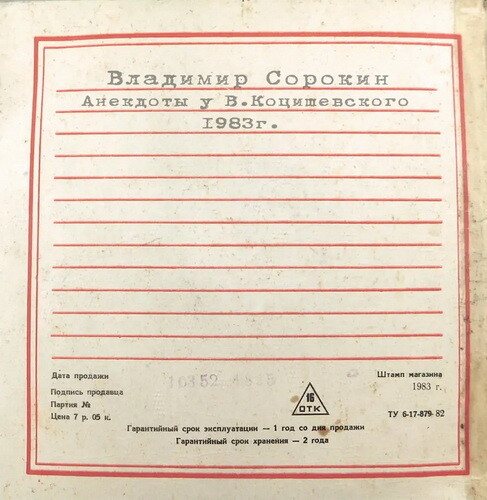 Владимир Сорокин
Анекдоты у В.Коцишевского
1983г.
Дата продажи
Штамп магазина
1983 г.
Подпись продавца
Партия №
Цена 7 р. 05 к.
16
ОТК
ТУ 6-17-879- 82
Гарантийный срок эксплуатации — 1 год со дня продажи
Гарантийный срок хранения — 2 года